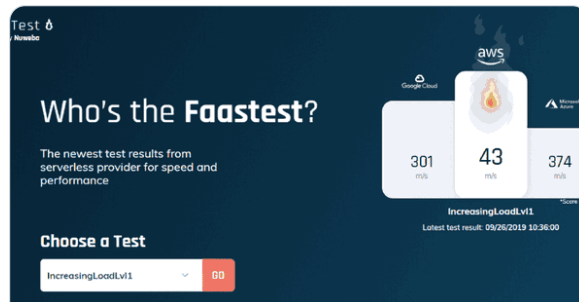 Test
Nuweba
aws
Google Cloud
Microsoft
Azure
Who's the Faastest?
301
m/s
43
m/s
374
m/s
The newest test results from
serverless provider for speed and
performance
*Score
IncreasingLoadLvl1
Latest test result: 09/26/2019 10:36:00
Choose a Test
IncreasingLoadLvl1
GO